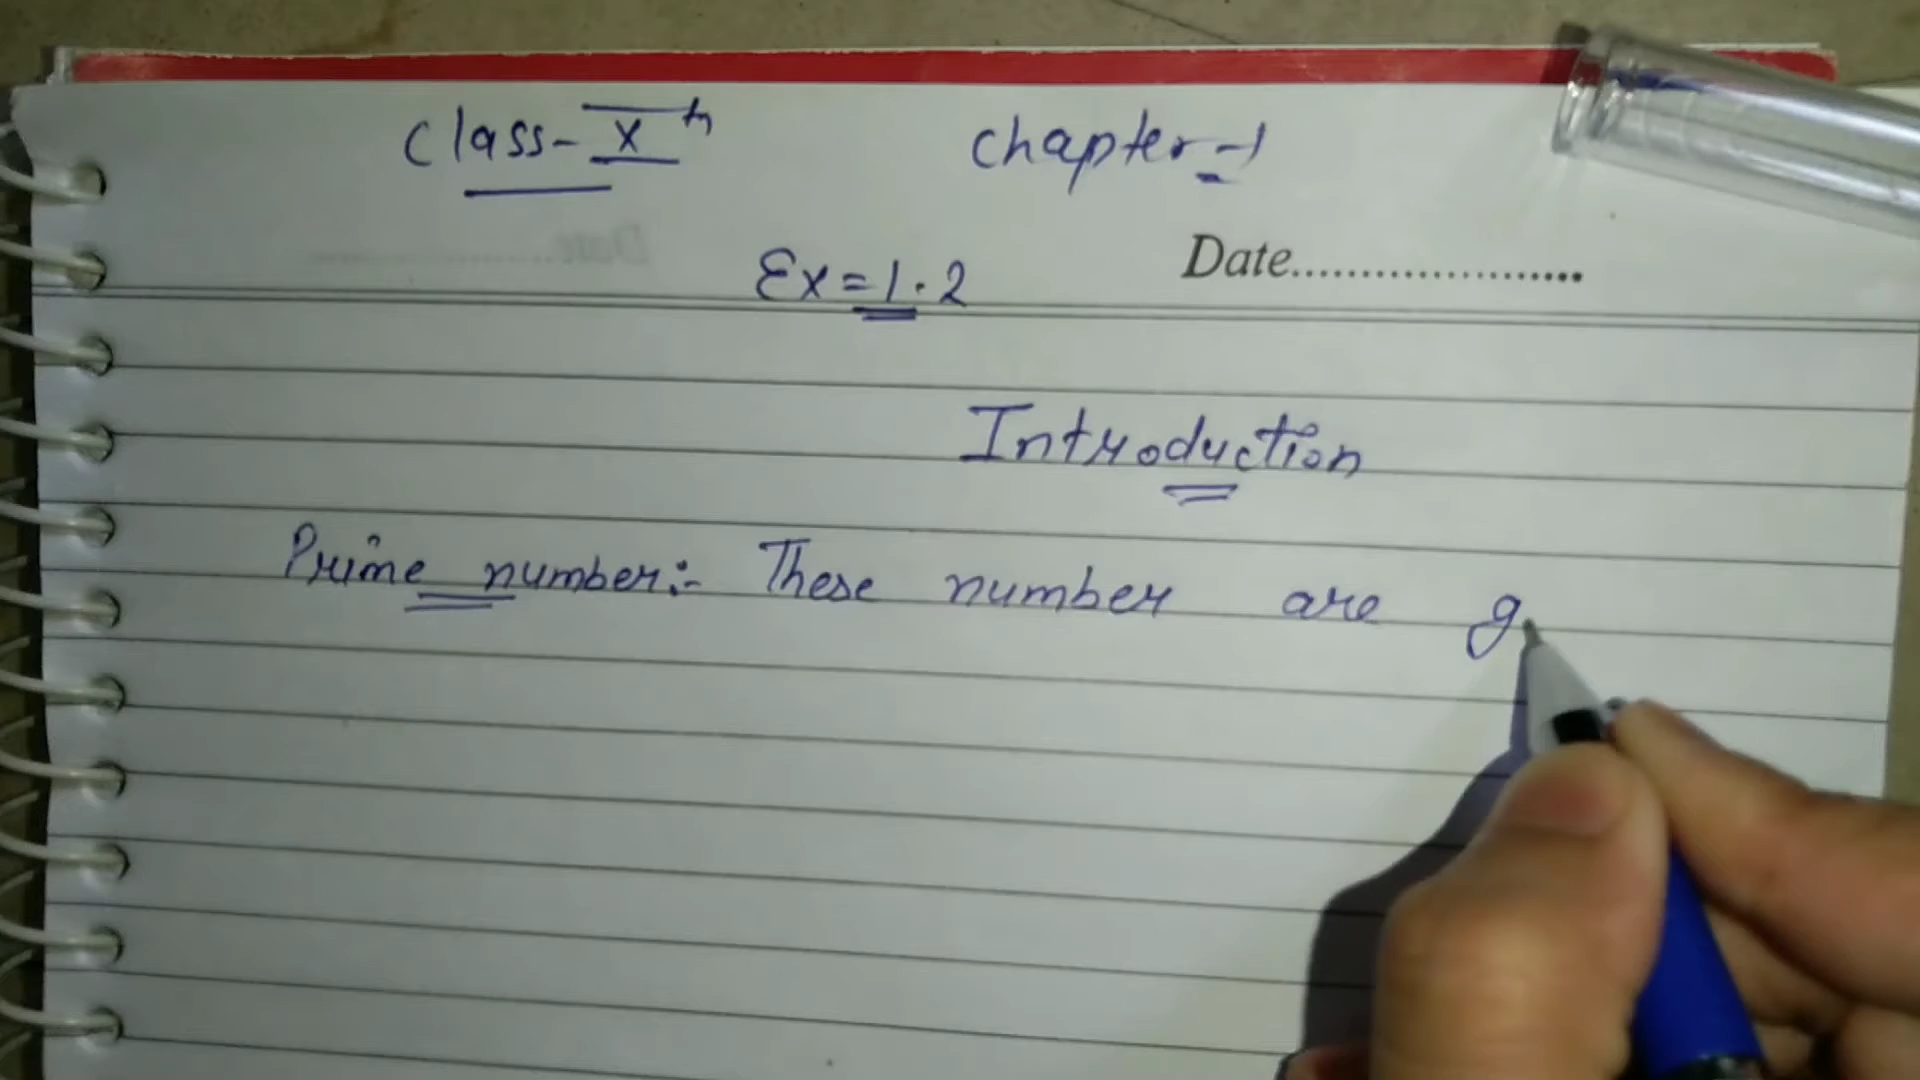 Class-Xth Chapter-1
Date......................
Ex=1.2
Introduction
Prime number:- These number are g